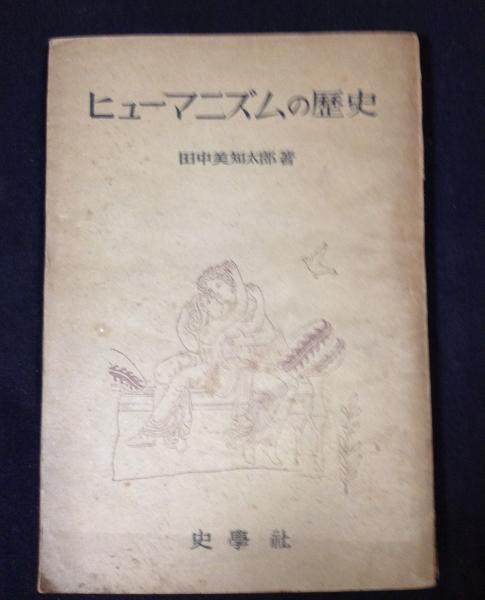 ヒューマニズムの歴史
田中美知太郎著
史學社